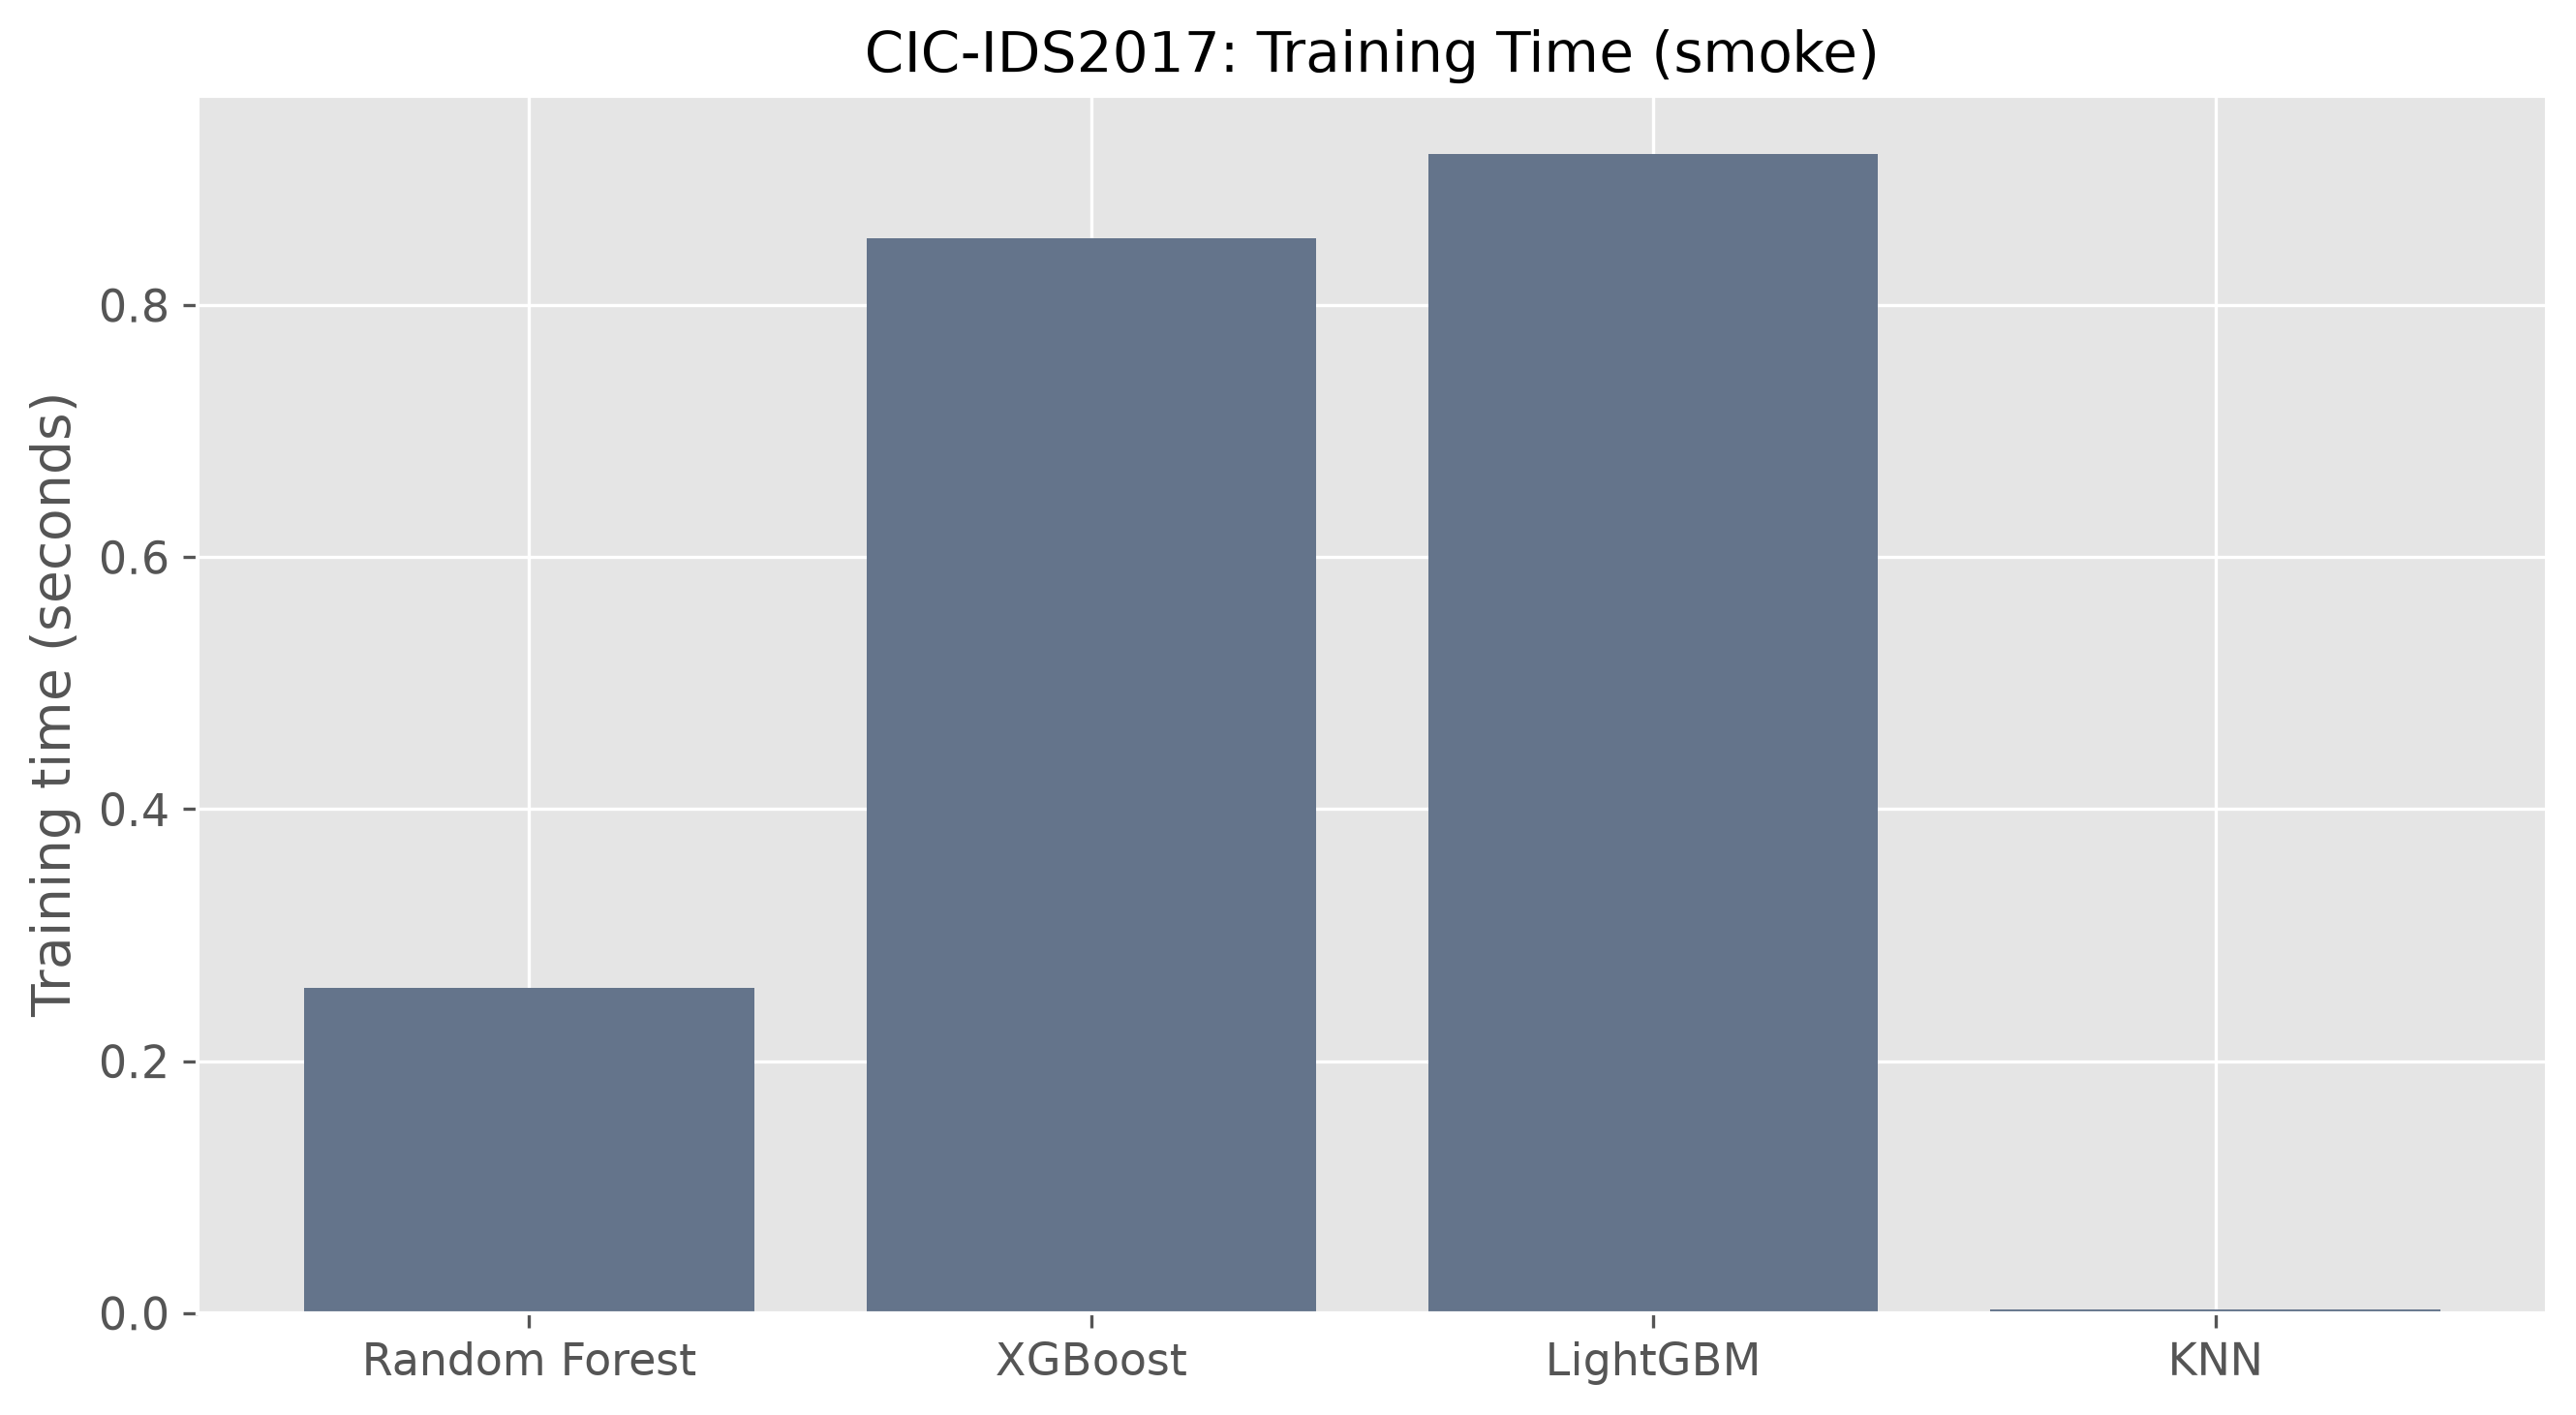 CIC-IDS2017: Training Time (smoke)
Training time (seconds)
0.8
0.6
0.4
0.2
0.0
Random Forest XGBoost LightGBM KNN